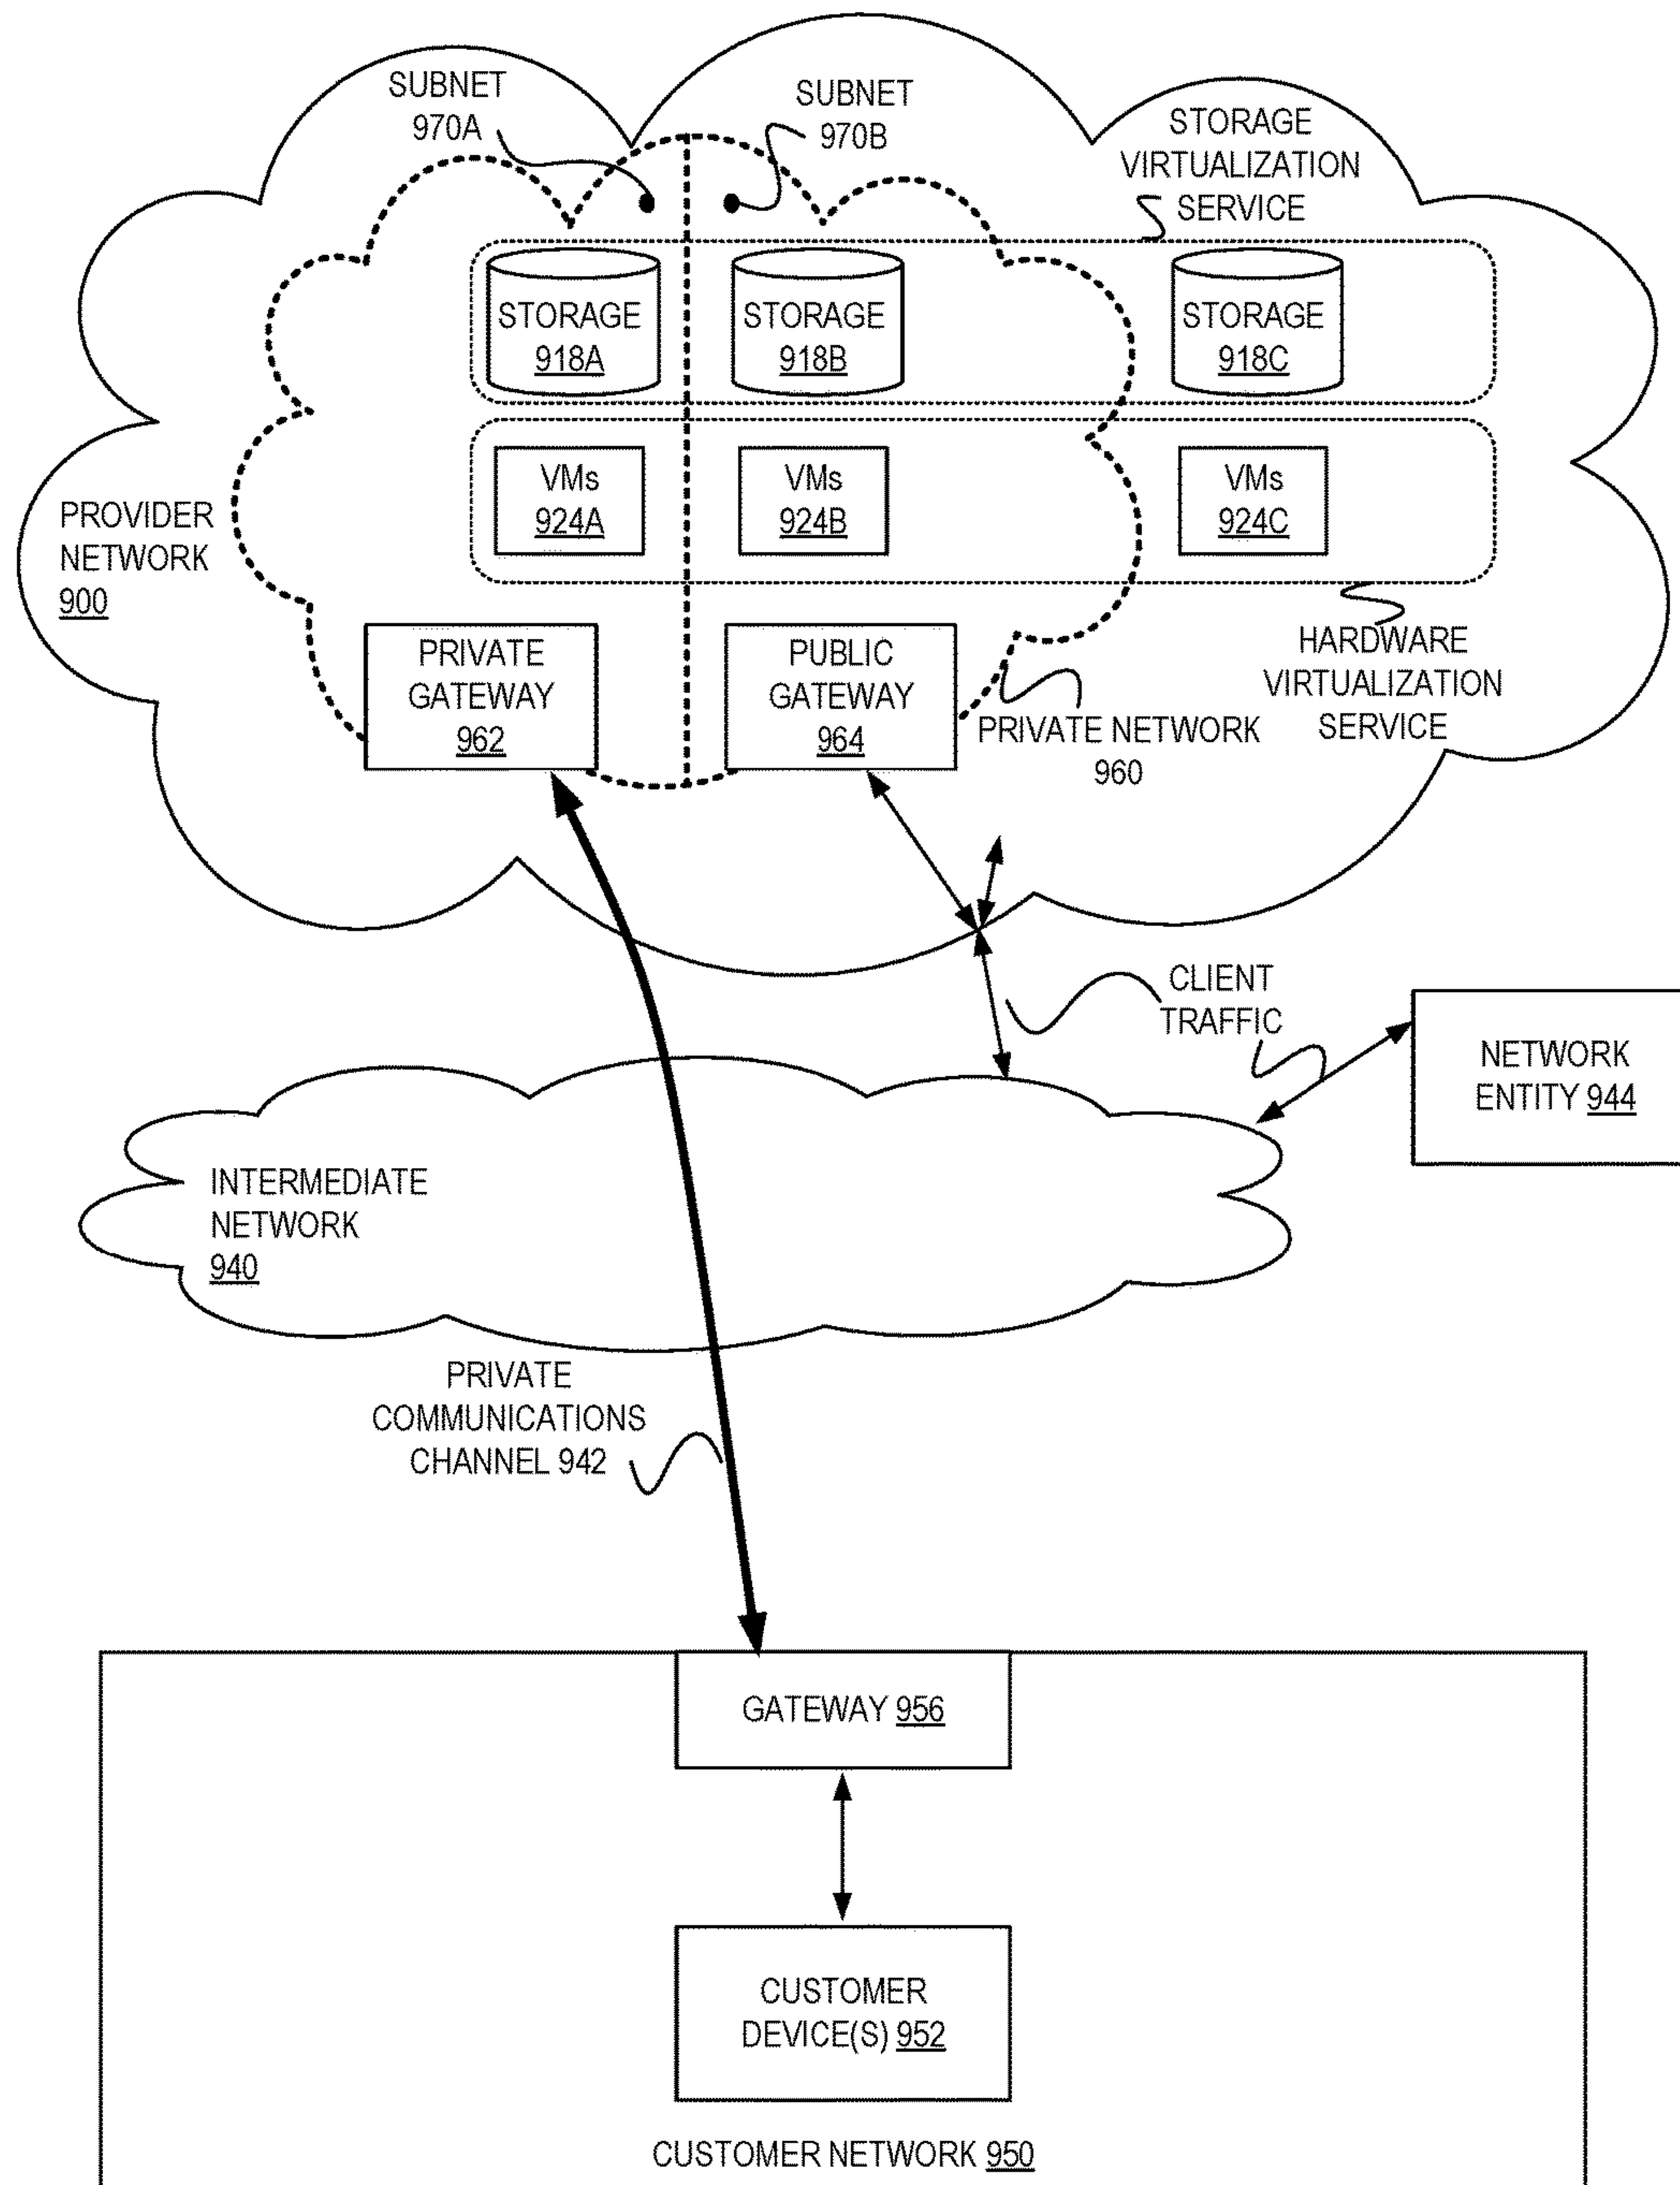 SUBNET
970A
SUBNET
970B
STORAGE
VIRTUALIZATION
SERVICE
STORAGE
918A
STORAGE
918B
STORAGE
918C
VMs
924A
VMs
924B
VMs
924C
PROVIDER
NETWORK
900
PRIVATE
GATEWAY
962
PUBLIC
GATEWAY
964
PRIVATE NETWORK
960
HARDWARE
VIRTUALIZATION
SERVICE
CLIENT
TRAFFIC
NETWORK
ENTITY 944
INTERMEDIATE
NETWORK
940
PRIVATE
COMMUNICATIONS
CHANNEL 942
GATEWAY 956
CUSTOMER
DEVICE(S) 952
CUSTOMER NETWORK 950